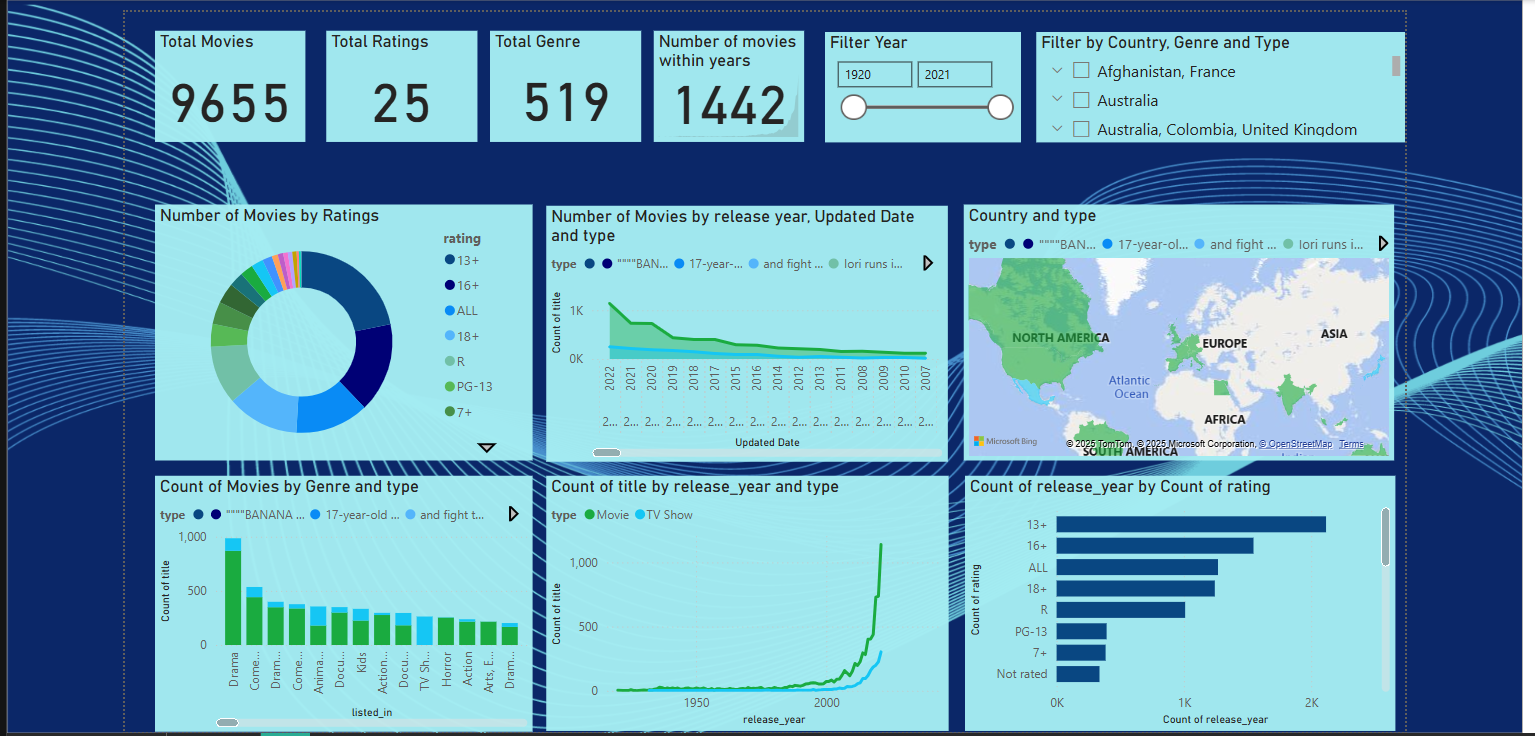 Total Movies
9655
Total Ratings
25
Total Genre
519
Number of movies
within years
1442
Filter Year
1920
2021
Filter by Country, Genre and Type
Afghanistan, France
Australia
Australia, Colombia, United Kingdom
Number of Movies by Ratings
rating
13+
16+
ALL
18+
R
PG-13
7+
Number of Movies by release year, Updated Date
and type
type """"BAN... 17-year-... and fight ... lori runs i...
Count of title
1K
0K
2022 2021 2020 2019 2018 2017 2015 2016 2014 2012 2013 2011 2008 2009 2010 2007
2... 2... 2... 2... 2... 2... 2... 2... 2... 2... 2... 2... 2... 2... 2... 2...
Updated Date
Country and type
type """"BAN... 17-year-ol... and fight ... lori runs i...
NORTH AMERICA
EUROPE
ASIA
Atlantic
Ocean
AFRICA
SOUTH AMERICA
Microsoft Bing
© 2025 TomTom, © 2025 Microsoft Corporation, © OpenStreetMap Terms
Count of Movies by Genre and type
type """"BANANA ... 17-year-old ... and fight t...
Count of title
1,000
500
0
Drama Come... Dram... Come... Anima... Docu... Kids Action... Docu... TV Sh... Horror Action Arts, E... Dram...
listed_in
Count of title by release_year and type
type Movie TV Show
Count of title
1,000
500
0
1950 2000
release_year
Count of release_year by Count of rating
Count of rating
13+
16+
ALL
18+
R
PG-13
7+
Not rated
0K 1K 2K
Count of release_year